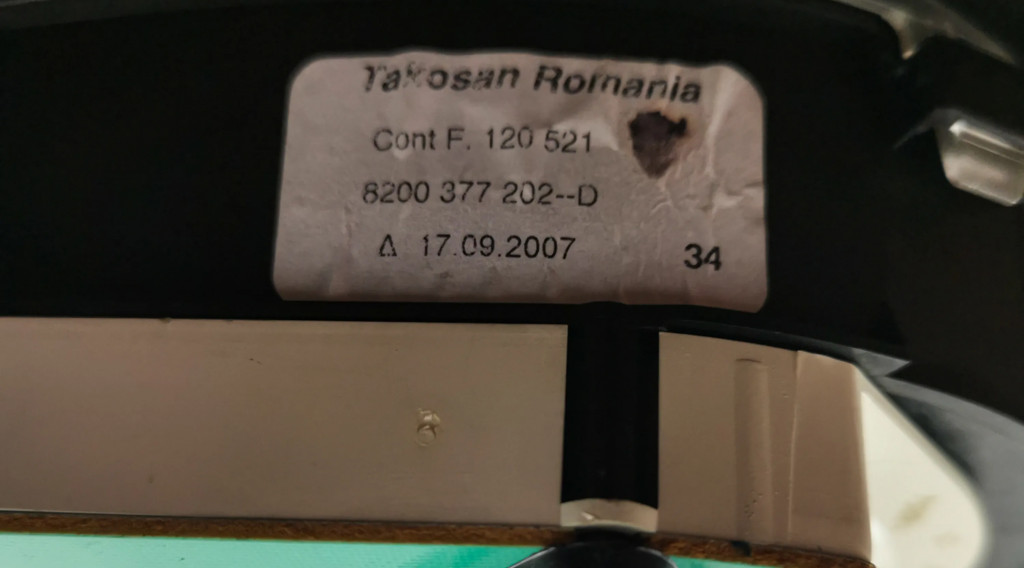 Takosan Romania
Cont F. 120 521
8200 377 202--D
Δ 17.09.2007 34